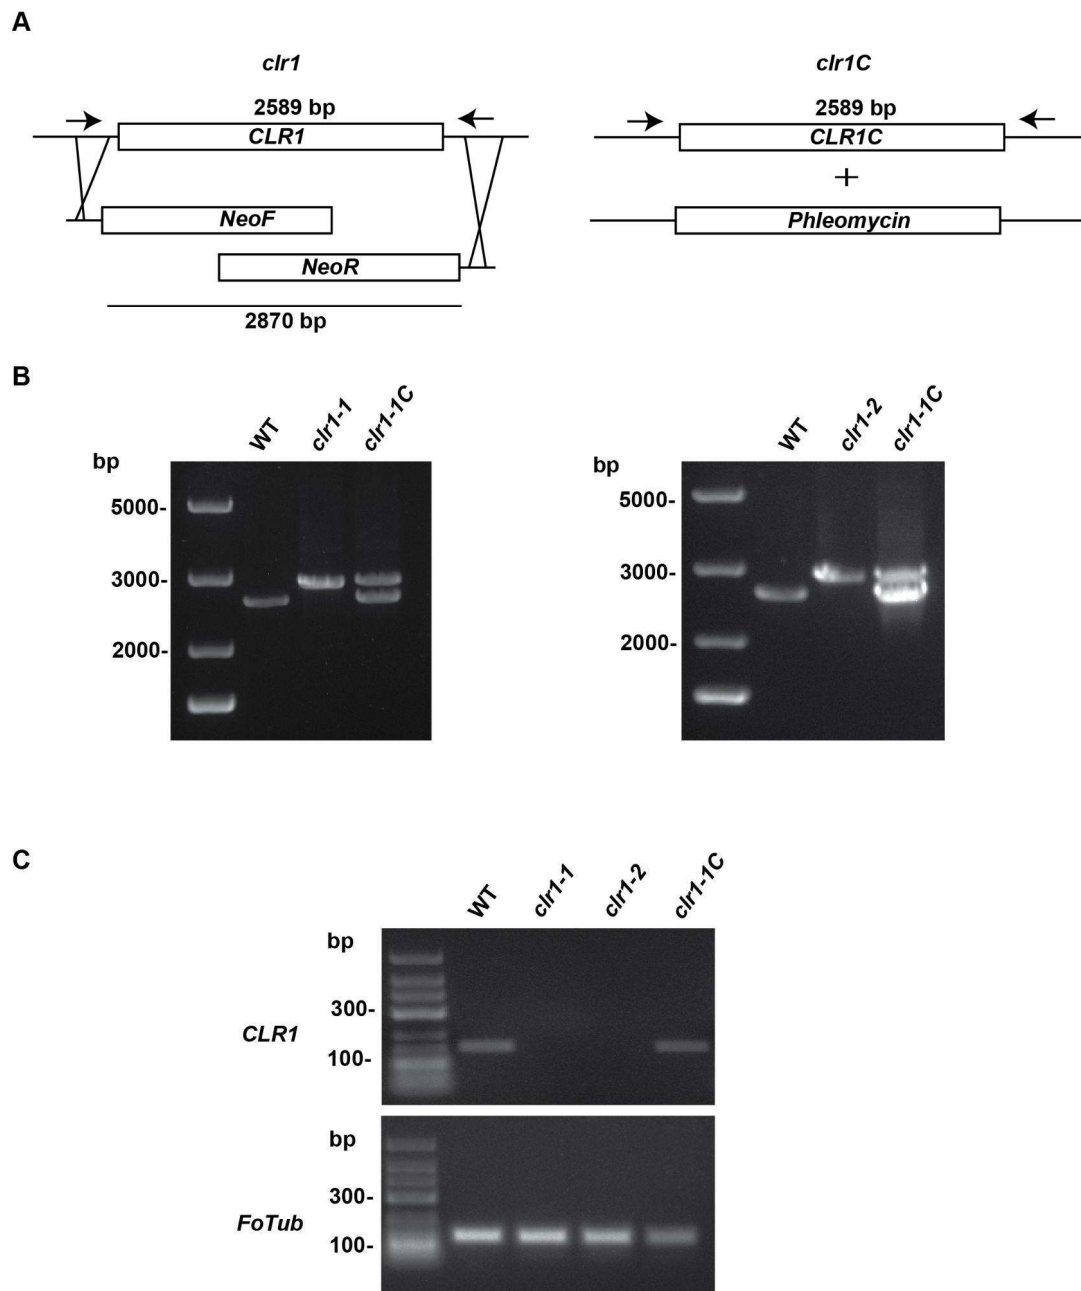 A
clr1
clr1C
2589 bp
2589 bp
CLR1
CLR1C
+
NeoF
Phleomycin
NeoR
2870 bp
B
WT
clr1-1
clr1-1C
bp
5000-
3000-
2000-
WT
clr1-2
clr1-1C
bp
5000-
3000-
2000-
C
WT
clr1-1
clr1-2
clr1-1C
bp
300-
CLR1
100-
bp
300-
FoTub
100-